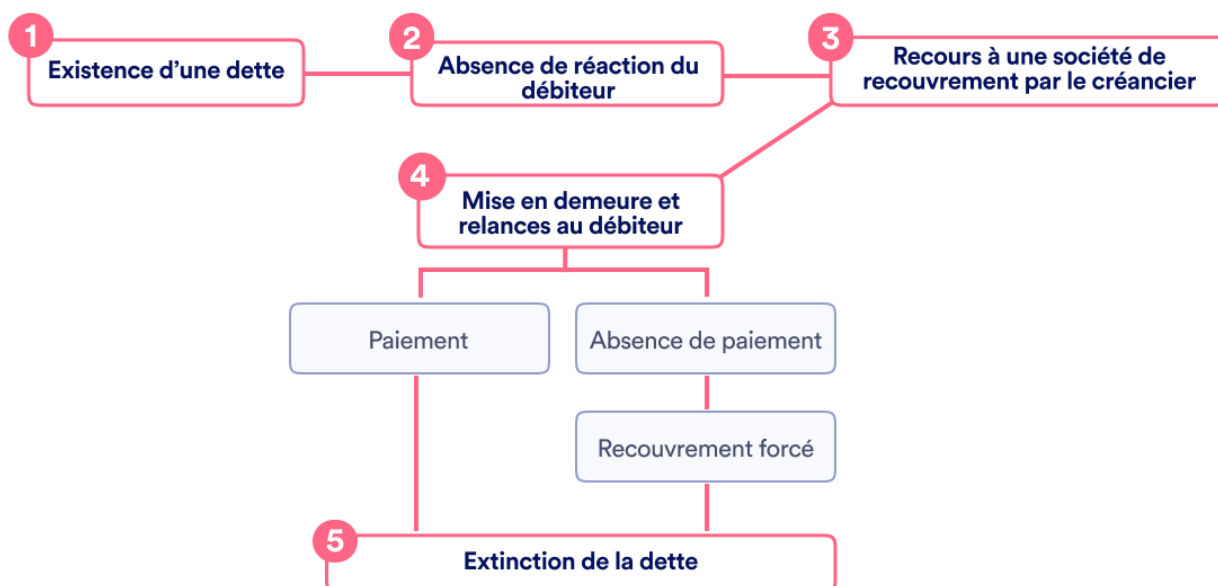 1
Existence d’une dette
2
Absence de réaction du
débiteur
3
Recours à une société de
recouvrement par le créancier
4
Mise en demeure et
relances au débiteur
Paiement
Absence de paiement
Recouvrement forcé
5
Extinction de la dette